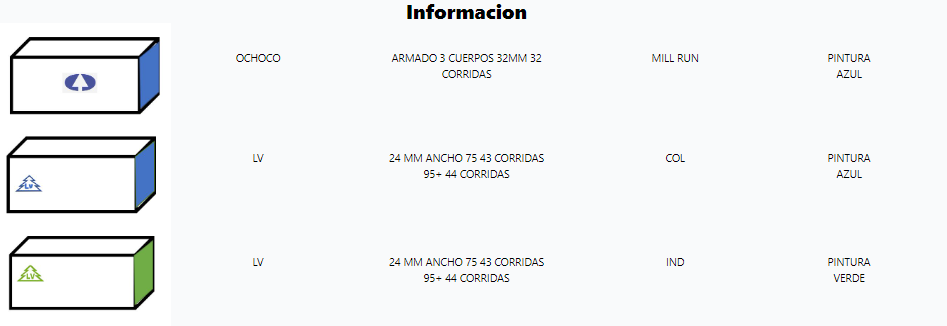 Informacion
OCHOCO
ARMADO 3 CUERPOS 32MM 32
CORRIDAS
MILL RUN
PINTURA
AZUL
LV
LV
24 MM ANCHO 75 43 CORRIDAS
95+ 44 CORRIDAS
COL
PINTURA
AZUL
LV
LV
24 MM ANCHO 75 43 CORRIDAS
95+ 44 CORRIDAS
IND
PINTURA
VERDE